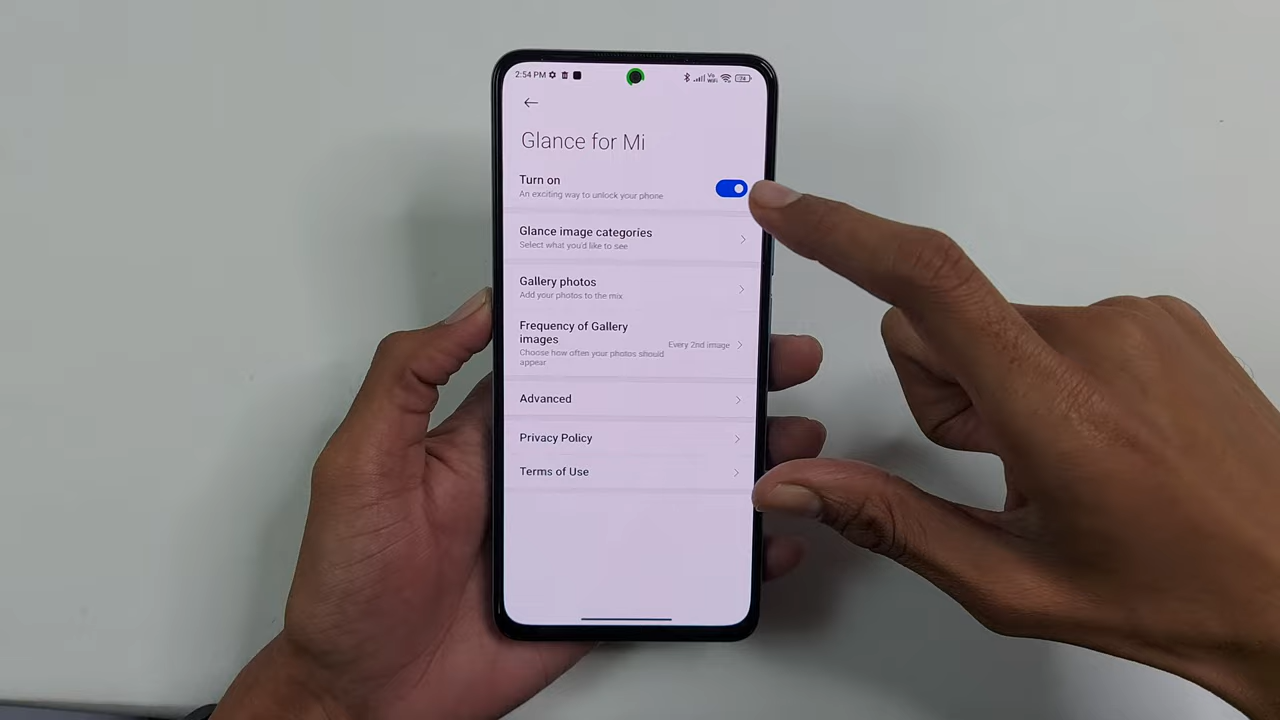 2:54 PM
Glance for Mi
Turn on
An exciting way to unlock your phone
Glance image categories
Select what you'd like to see
Gallery photos
Add your photos to the mix
Frequency of Gallery
images
Every 2nd image
Choose how often your photos should
appear
Advanced
Privacy Policy
Terms of Use